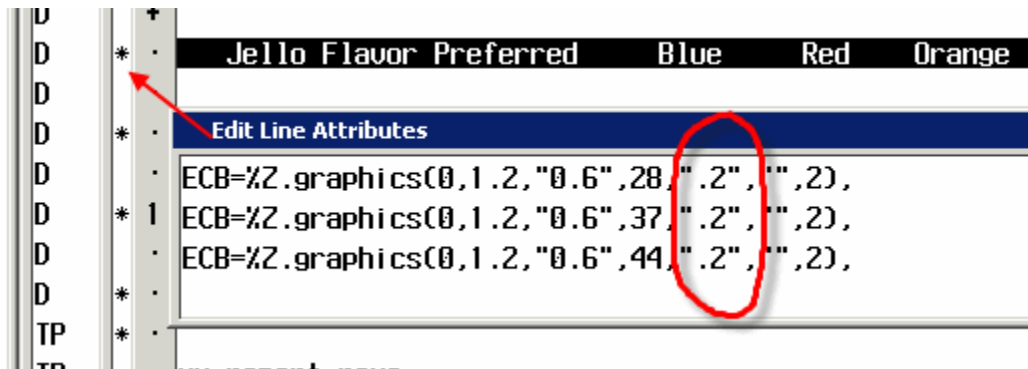 D +
D * · Jello Flavor Preferred Blue Red Orange
D
D * · Edit Line Attributes
D · ECB=%Z.graphics(0,1.2,"0.6",28,".2","",2),
D * 1 ECB=%Z.graphics(0,1.2,"0.6",37,".2","",2),
D · ECB=%Z.graphics(0,1.2,"0.6",44,".2","",2),
D * ·
TP * ·
TP